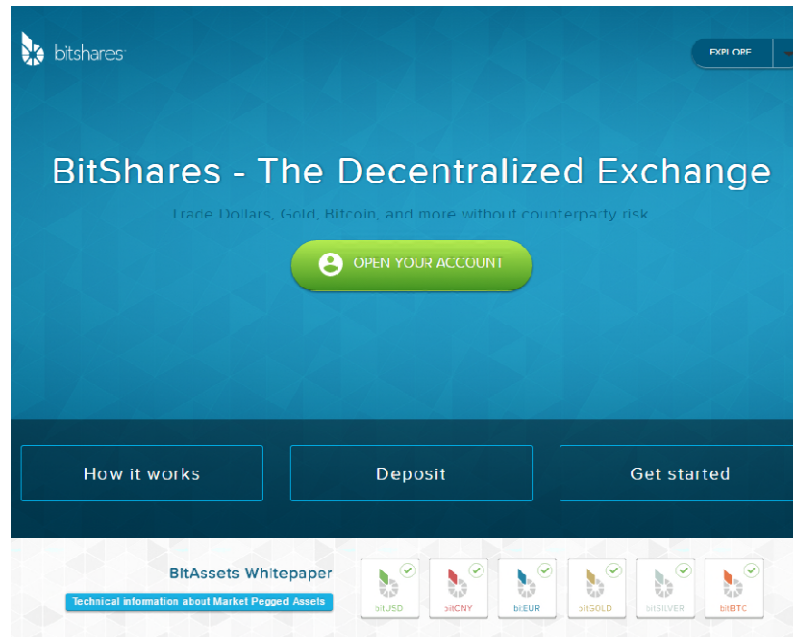 bitshares
EXPLORE
BitShares - The Decentralized Exchange
Trade Dollars, Gold, Bitcoin, and more without counterparty risk
OPEN YOUR ACCOUNT
How it works
Deposit
Get started
BitAssets Whitepaper
Technical information about Market Pegged Assets
bitUSD
bitCNY
bitEUR
bitGOLD
bitSILVER
bitBTC